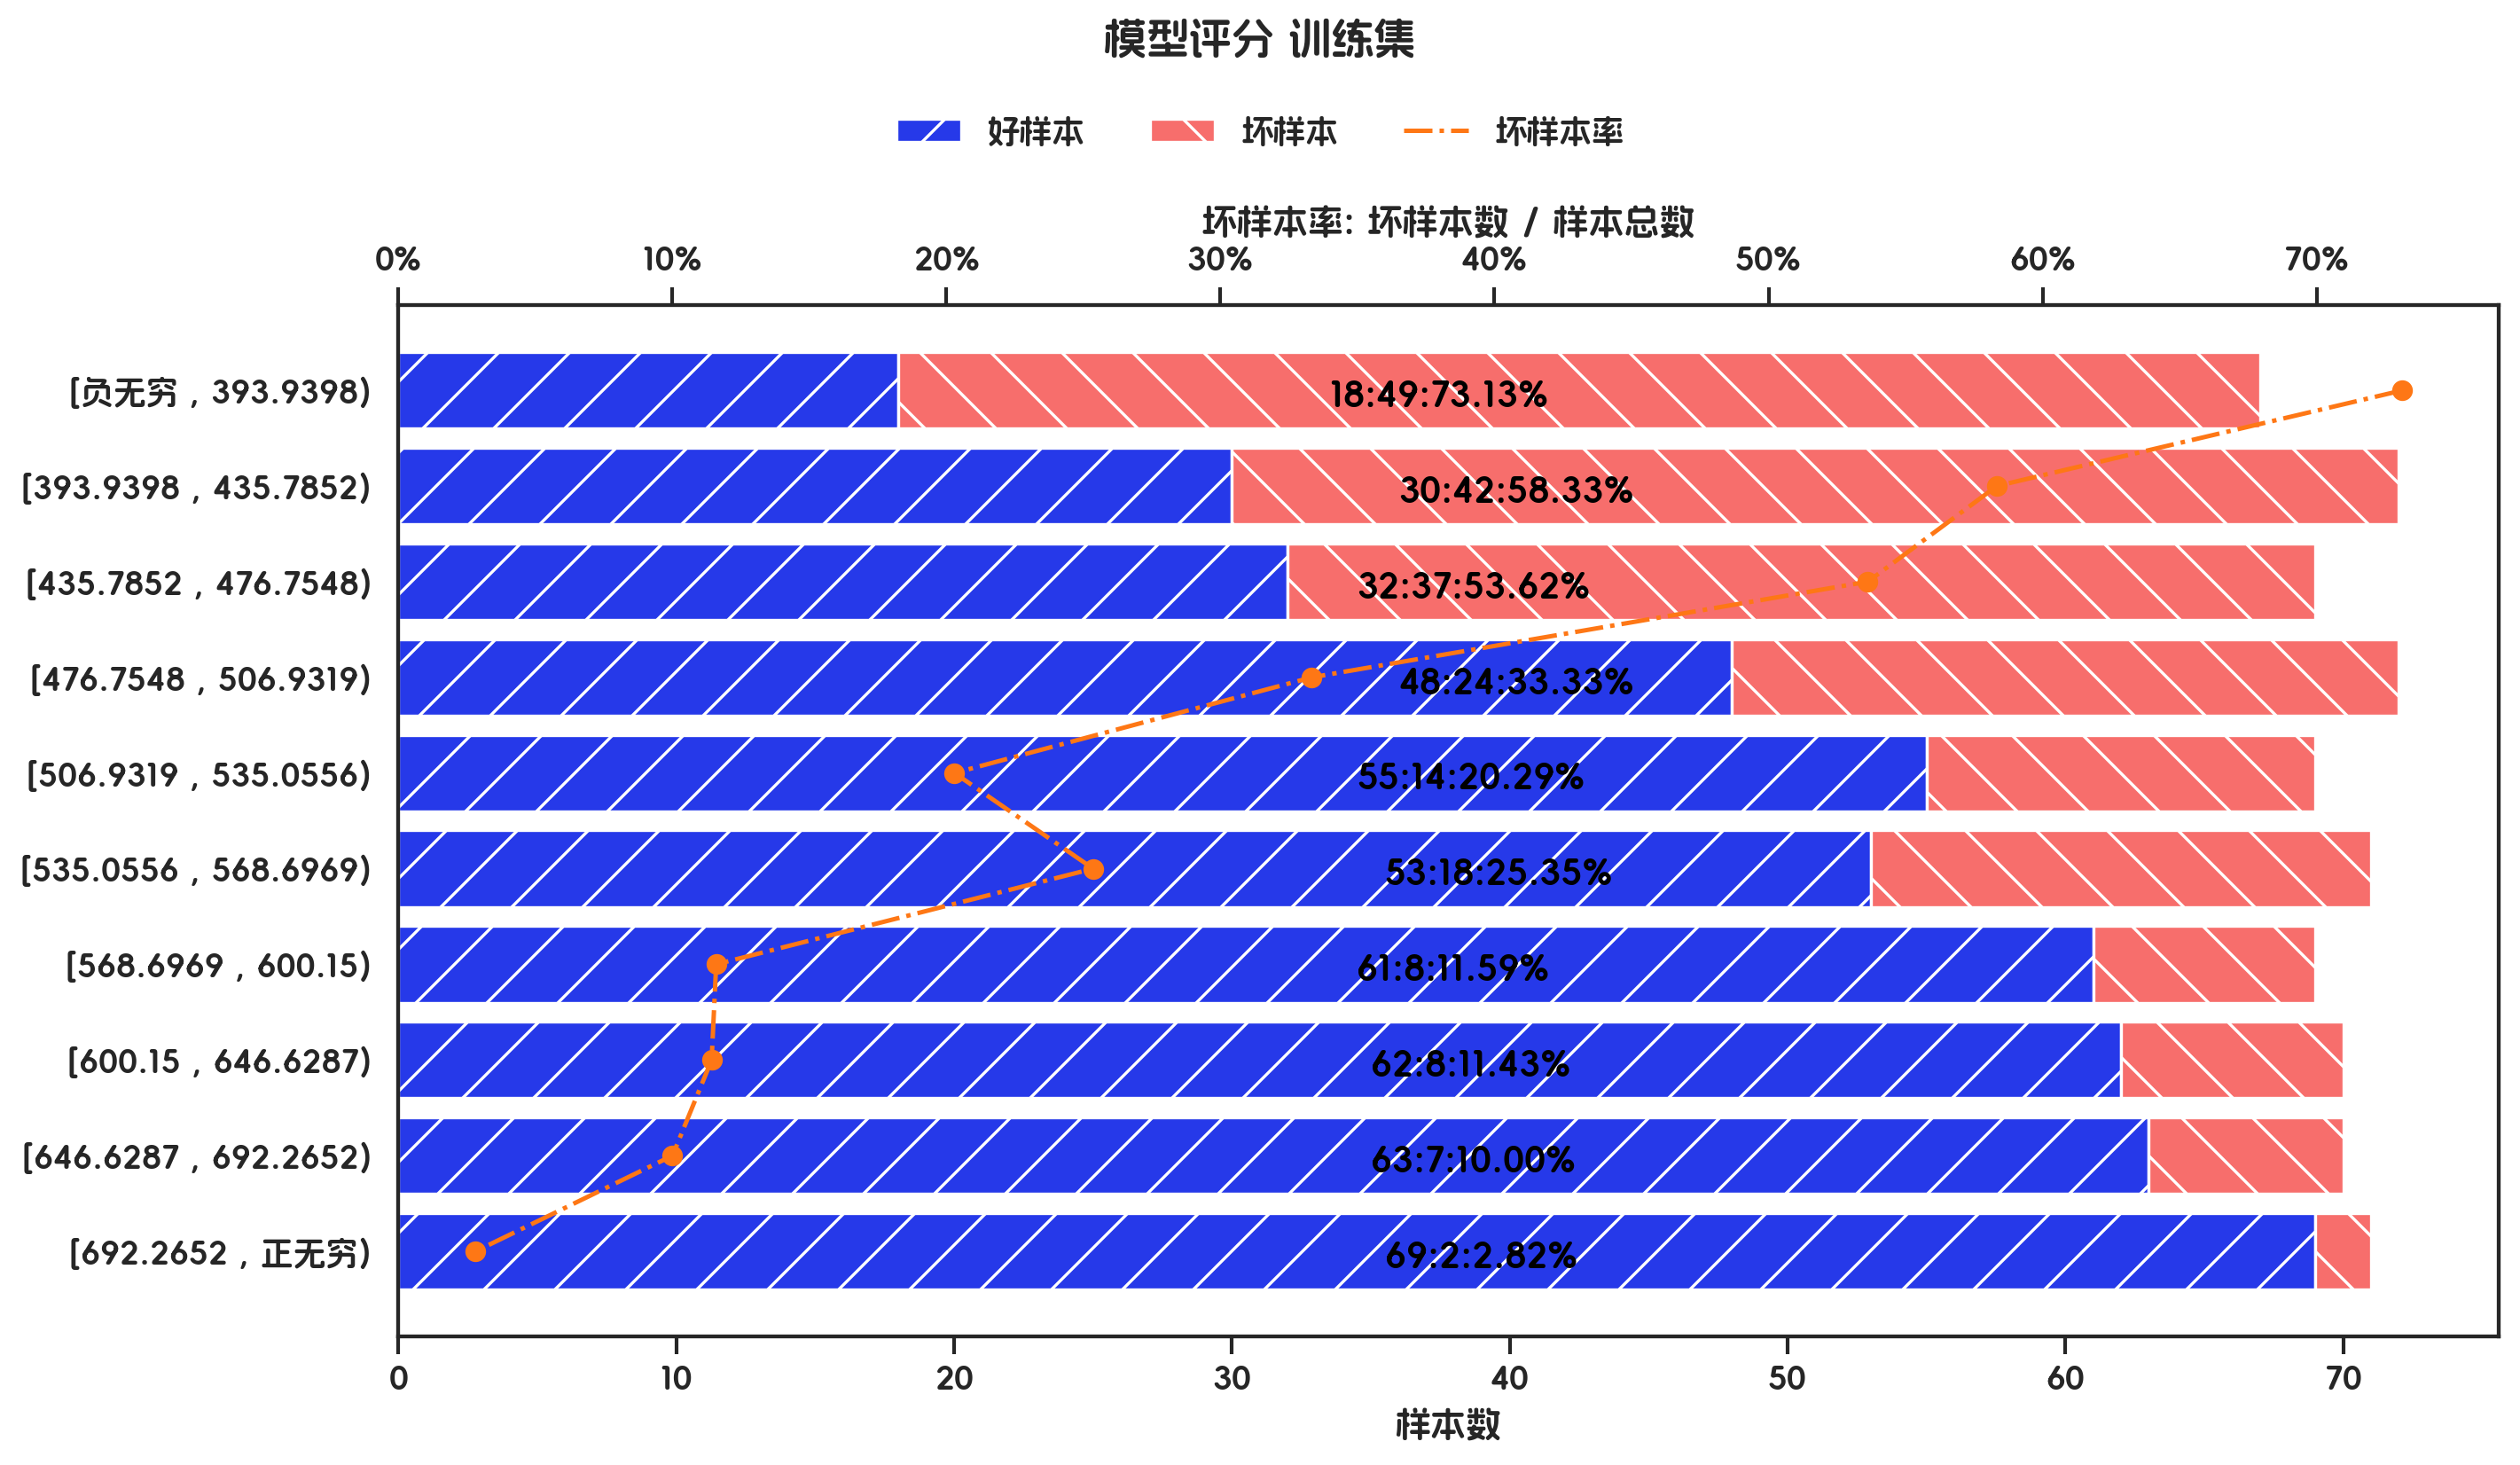 模型评分 训练集
好样本 坏样本 坏样本率
坏样本率: 坏样本数 / 样本总数
0% 10% 20% 30% 40% 50% 60% 70%
[负无穷 , 393.9398) 18:49:73.13%
[393.9398 , 435.7852) 30:42:58.33%
[435.7852 , 476.7548) 32:37:53.62%
[476.7548 , 506.9319) 48:24:33.33%
[506.9319 , 535.0556) 55:14:20.29%
[535.0556 , 568.6969) 53:18:25.35%
[568.6969 , 600.15) 61:8:11.59%
[600.15 , 646.6287) 62:8:11.43%
[646.6287 , 692.2652) 63:7:10.00%
[692.2652 , 正无穷) 69:2:2.82%
0 10 20 30 40 50 60 70
样本数